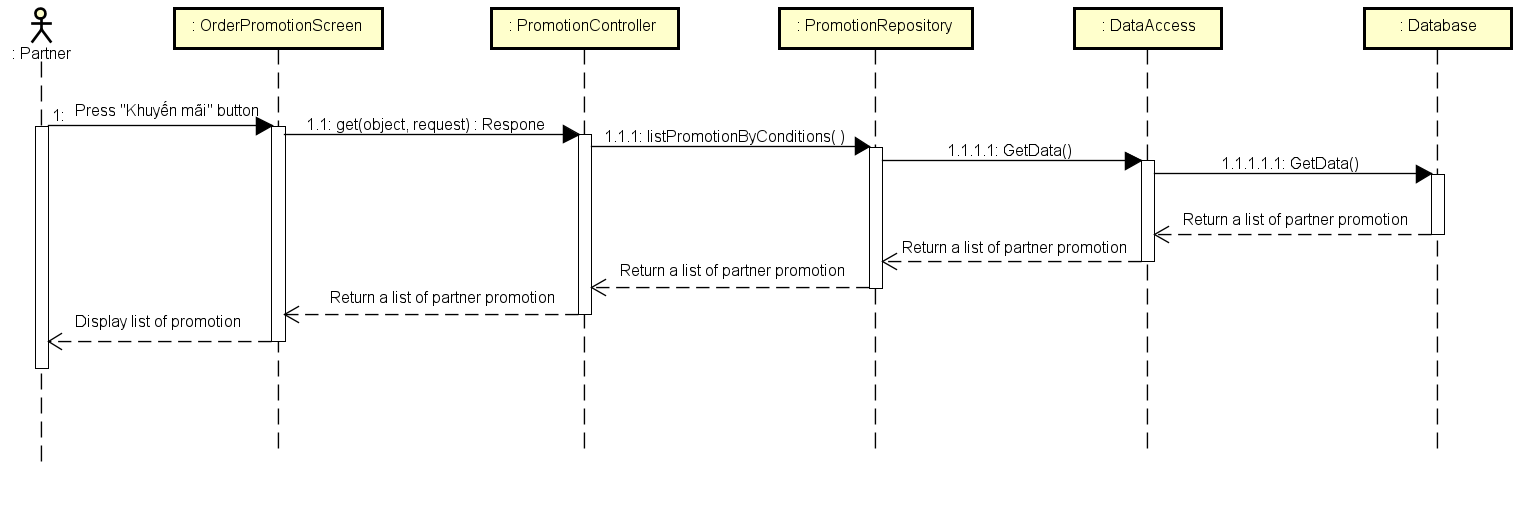 : Partner
: OrderPromotionScreen
: PromotionController
: PromotionRepository
: DataAccess
: Database
1: Press "Khuyến mãi" button
1.1: get(object, request) : Respone
1.1.1: listPromotionByConditions( )
1.1.1.1: GetData()
1.1.1.1.1: GetData()
Return a list of partner promotion
Return a list of partner promotion
Return a list of partner promotion
Return a list of partner promotion
Display list of promotion